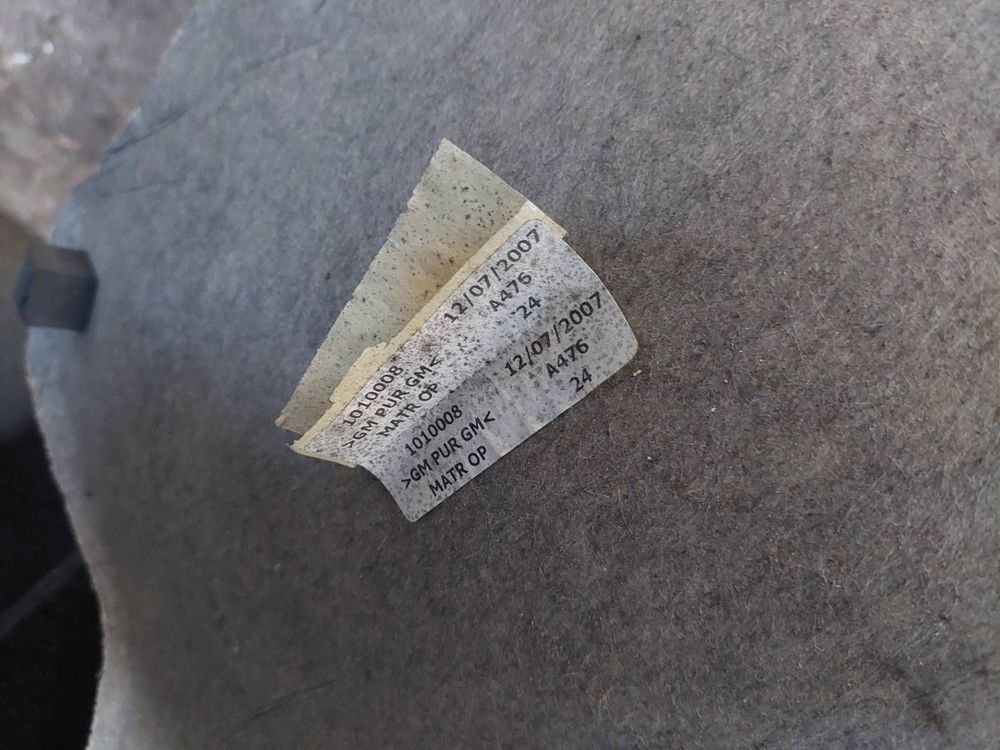 1010008 12/07/2007
>GM PUR GM< A476
MATR OP 24
1010008 12/07/2007
>GM PUR GM< A476
MATR OP 24